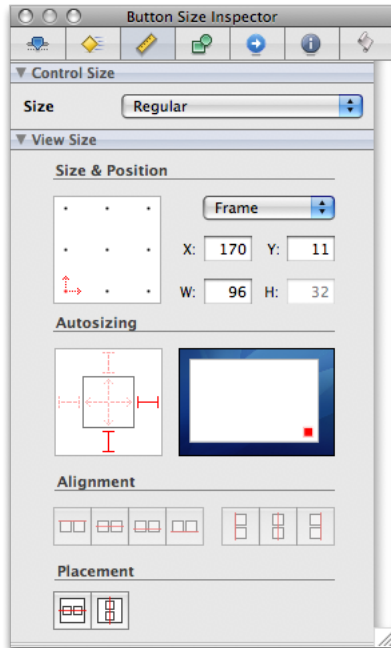 Button Size Inspector
Control Size
Size Regular
View Size
Size & Position
Frame
X: 170 Y: 11
W: 96 H: 32
Autosizing
Alignment
Placement